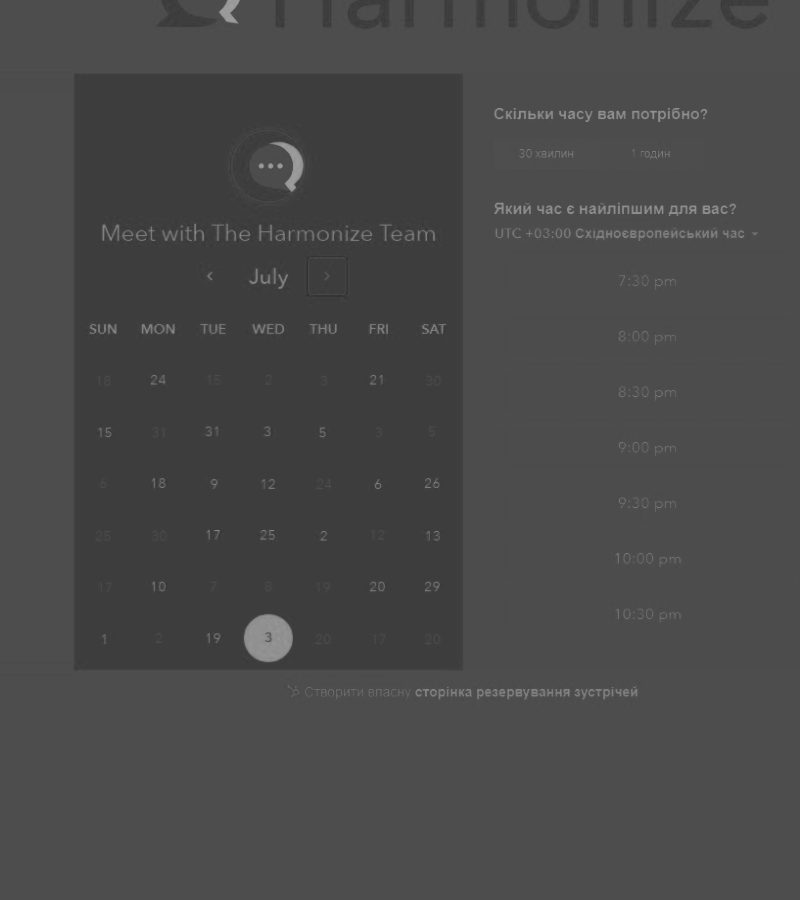 Harmonize
Скільки часу вам потрібно?
30 хвилин 1 годин
Який час є найліпшим для вас?
UTC +03:00 Східноєвропейський час
Meet with The Harmonize Team
July
SUN MON TUE WED THU FRI SAT
18 24 15 2 3 21 30
15 31 31 3 5 3 5
6 18 9 12 24 6 26
25 30 17 25 2 12 13
17 10 7 8 19 20 29
1 2 19 3 20 17 20
7:30 pm
8:00 pm
8:30 pm
9:00 pm
9:30 pm
10:00 pm
10:30 pm
Створити власну сторінка резервування зустрічей